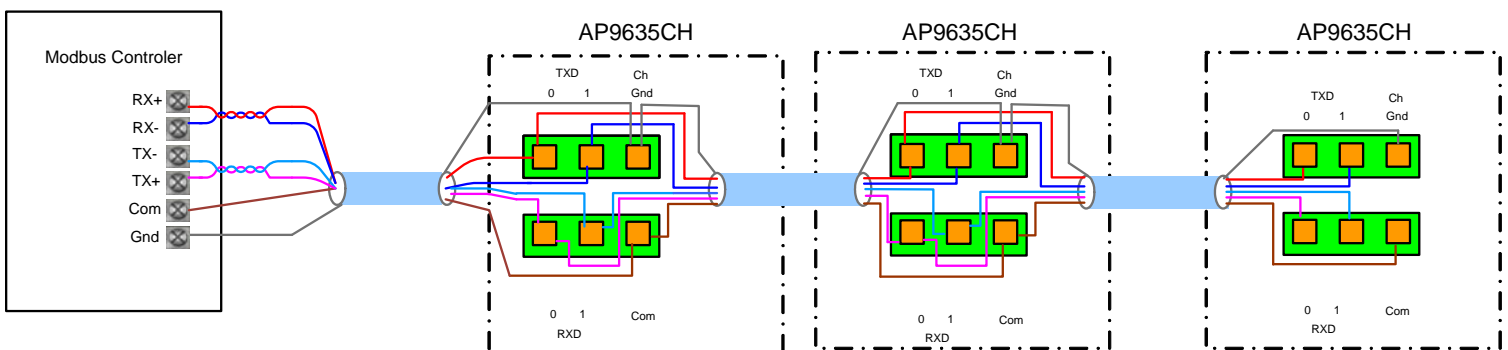 Modbus Controler
RX+
RX-
TX-
TX+
Com
Gnd
AP9635CH
TXD Ch
0 1 Gnd
0 1 Com
RXD
AP9635CH
TXD Ch
0 1 Gnd
0 1 Com
RXD
AP9635CH
TXD Ch
0 1 Gnd
0 1 Com
RXD